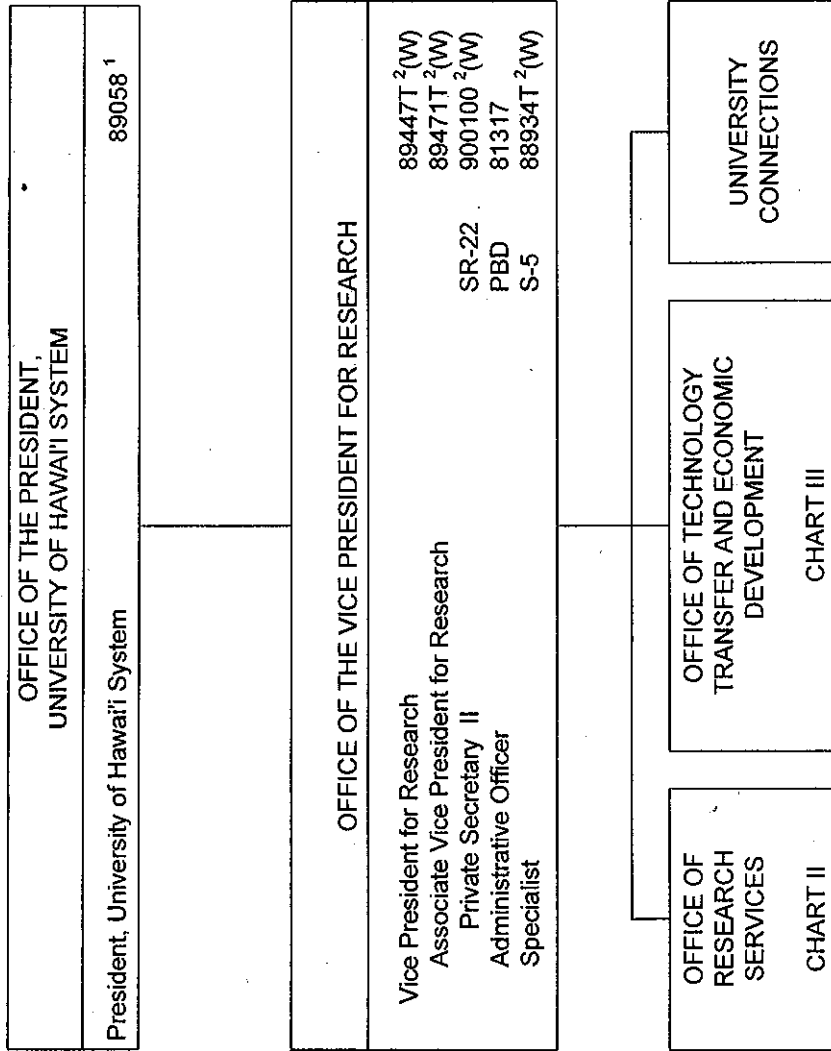 OFFICE OF THE PRESIDENT,
UNIVERSITY OF HAWAI'I SYSTEM
President, University of Hawai'i System 89058 ¹
OFFICE OF THE VICE PRESIDENT FOR RESEARCH
Vice President for Research 89447T ²(W)
Associate Vice President for Research 89471T ²(W)
Private Secretary II SR-22 900100 ²(W)
Administrative Officer PBD 81317
Specialist S-5 88934T ²(W)
OFFICE OF
RESEARCH
SERVICES
CHART II
OFFICE OF TECHNOLOGY
TRANSFER AND ECONOMIC
DEVELOPMENT
CHART III
UNIVERSITY
CONNECTIONS